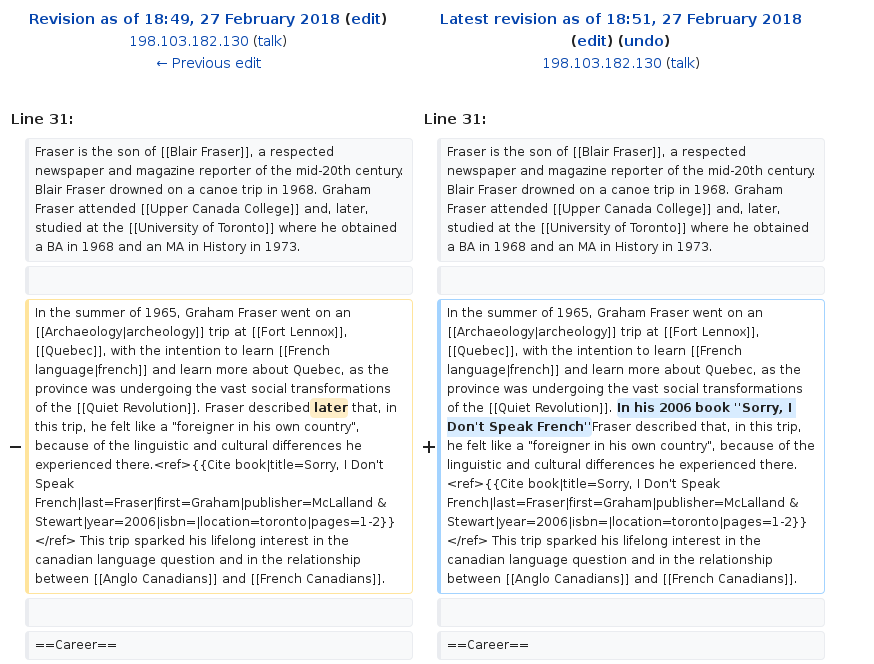 Revision as of 18:49, 27 February 2018 (edit)
198.103.182.130 (talk)
← Previous edit
Latest revision as of 18:51, 27 February 2018
(edit) (undo)
198.103.182.130 (talk)
Line 31:
Line 31:
Fraser is the son of [[Blair Fraser]], a respected
newspaper and magazine reporter of the mid-20th century.
Blair Fraser drowned on a canoe trip in 1968. Graham
Fraser attended [[Upper Canada College]] and, later,
studied at the [[University of Toronto]] where he obtained
a BA in 1968 and an MA in History in 1973.
Fraser is the son of [[Blair Fraser]], a respected
newspaper and magazine reporter of the mid-20th century.
Blair Fraser drowned on a canoe trip in 1968. Graham
Fraser attended [[Upper Canada College]] and, later,
studied at the [[University of Toronto]] where he obtained
a BA in 1968 and an MA in History in 1973.
−
In the summer of 1965, Graham Fraser went on an
[[Archaeology|archeology]] trip at [[Fort Lennox]],
[[Quebec]], with the intention to learn [[French
language|french]] and learn more about Quebec, as the
province was undergoing the vast social transformations
of the [[Quiet Revolution]]. Fraser described later that, in
this trip, he felt like a "foreigner in his own country",
because of the linguistic and cultural differences he
experienced there.<ref>{{Cite book|title=Sorry, I Don't
Speak
French|last=Fraser|first=Graham|publisher=McLalland &
Stewart|year=2006|isbn=|location=toronto|pages=1-2}}
</ref> This trip sparked his lifelong interest in the
canadian language question and in the relationship
between [[Anglo Canadians]] and [[French Canadians]].
+
In the summer of 1965, Graham Fraser went on an
[[Archaeology|archeology]] trip at [[Fort Lennox]],
[[Quebec]], with the intention to learn [[French
language|french]] and learn more about Quebec, as the
province was undergoing the vast social transformations
of the [[Quiet Revolution]]. In his 2006 book ''Sorry, I
Don't Speak French''Fraser described that, in this trip,
he felt like a "foreigner in his own country", because of the
linguistic and cultural differences he experienced there.
<ref>{{Cite book|title=Sorry, I Don't Speak
French|last=Fraser|first=Graham|publisher=McLalland &
Stewart|year=2006|isbn=|location=toronto|pages=1-2}}
</ref> This trip sparked his lifelong interest in the
canadian language question and in the relationship
between [[Anglo Canadians]] and [[French Canadians]].
==Career==
==Career==